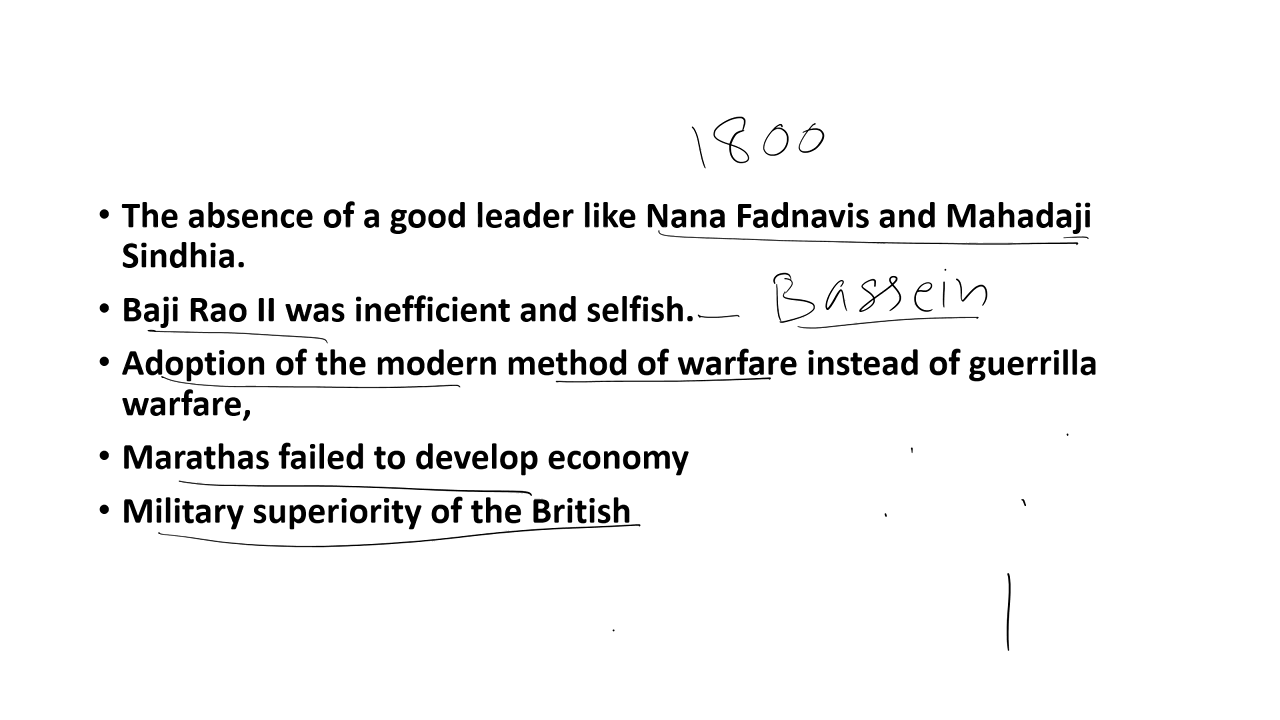 1800
• The absence of a good leader like Nana Fadnavis and Mahadaji
Sindhia.
• Baji Rao II was inefficient and selfish. — Bassein
• Adoption of the modern method of warfare instead of guerrilla
warfare,
• Marathas failed to develop economy
• Military superiority of the British